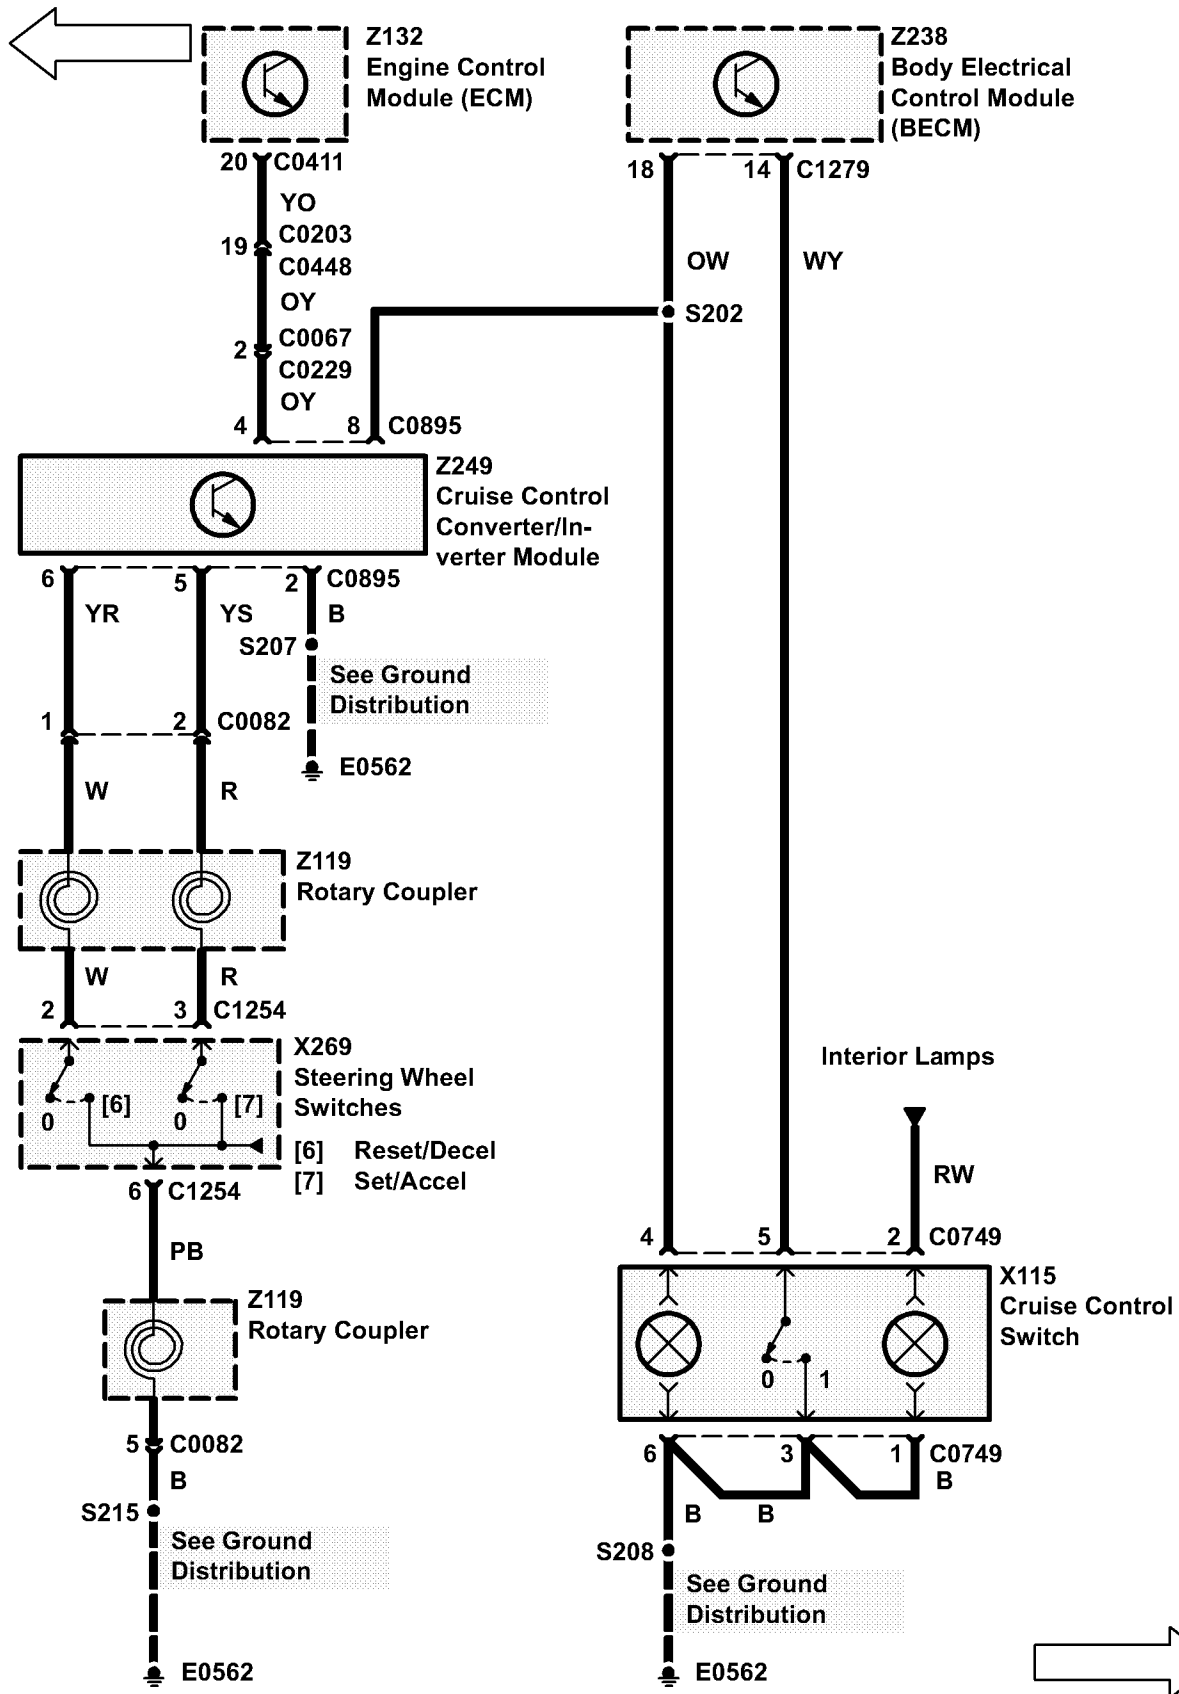 Z132
Engine Control
Module (ECM)
Z238
Body Electrical
Control Module
(BECM)
20 C0411
18 14 C1279
YO
19 C0203
C0448
OW WY
OY
S202
2 C0067
C0229
OY
4 8 C0895
Z249
Cruise Control
Converter/In-
verter Module
6 5 2 C0895
YR YS B
S207
See Ground
Distribution
1 2 C0082
E0562
W R
Z119
Rotary Coupler
W R
2 3 C1254
X269
Steering Wheel
Switches
[6] [7]
0 0
[6] Reset/Decel
[7] Set/Accel
Interior Lamps
RW
6 C1254
PB
4 5 2 C0749
Z119
Rotary Coupler
X115
Cruise Control
Switch
0 1
5 C0082
B
6 3 1 C0749
B
B B
S215
See Ground
Distribution
S208
See Ground
Distribution
E0562
E0562